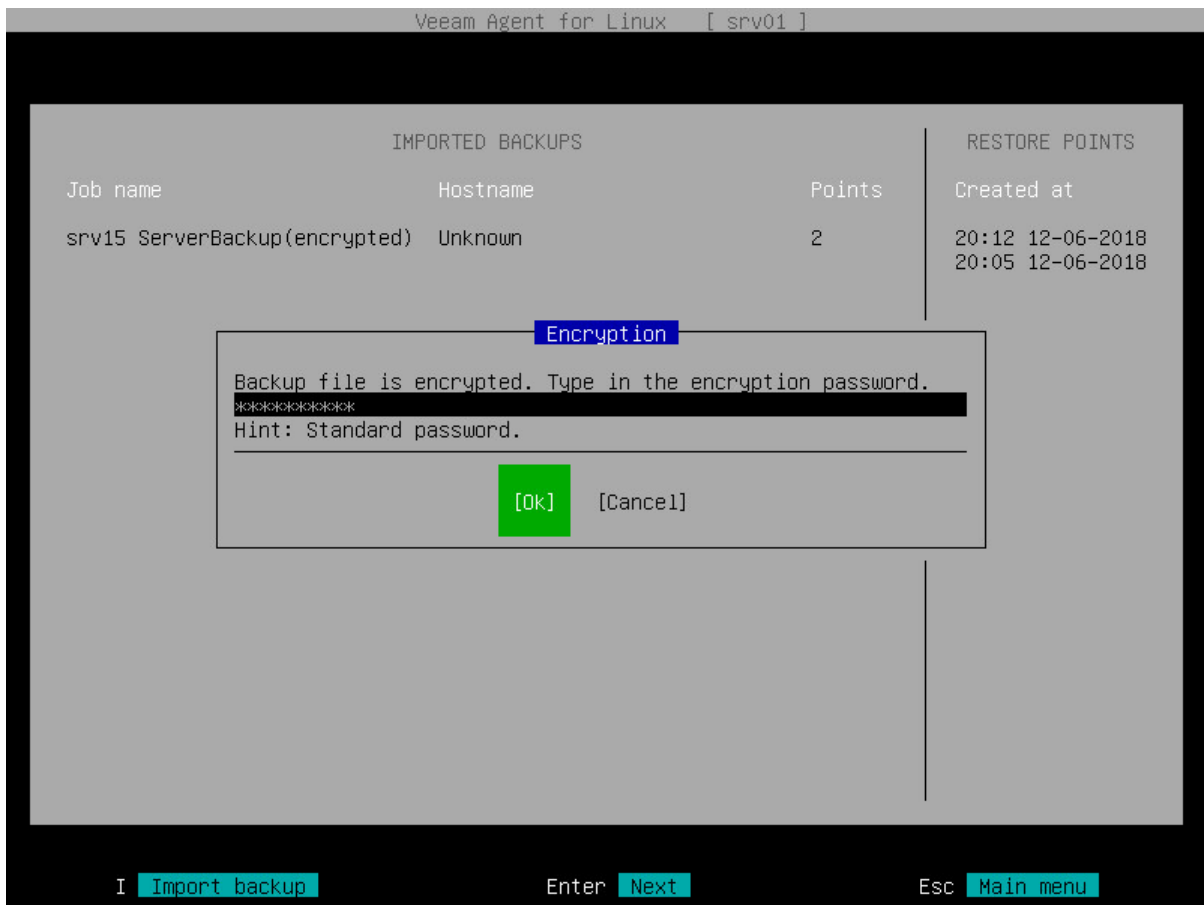 Veeam Agent for Linux [ srv01 ]
IMPORTED BACKUPS RESTORE POINTS
Job name Hostname Points Created at
srv15 ServerBackup(encrypted) Unknown 2 20:12 12-06-2018
20:05 12-06-2018
Encryption
Backup file is encrypted. Type in the encryption password.
**********
Hint: Standard password.
[Ok] [Cancel]
I Import backup Enter Next Esc Main menu